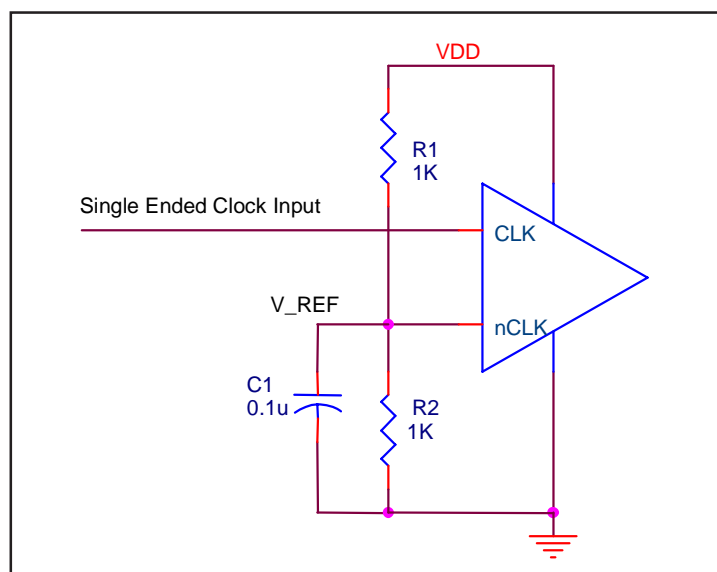 VDD
R1
1K
Single Ended Clock Input
CLK
V_REF
nCLK
C1
0.1u
R2
1K